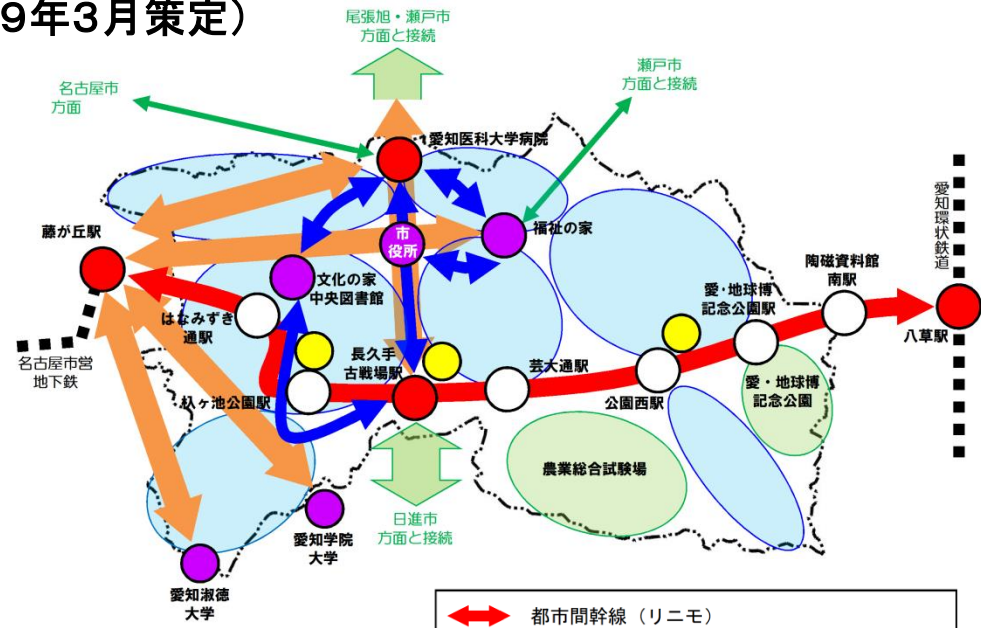 9年3月策定）
尾張旭・瀬戸市
方面と接続
瀬戸市
方面と接続
名古屋市
方面
愛知医科大学病院
愛知環状鉄道
藤が丘駅
市
役所
福祉の家
文化の家
中央図書館
陶磁資料館
南駅
愛・地球博
記念公園駅
はなみずき
通駅
八草駅
名古屋市営
地下鉄
長久手
古戦場駅
芸大通駅
杁ヶ池公園駅
公園西駅
愛・地球博
記念公園
農業総合試験場
日進市
方面と接続
愛知学院
大学
愛知淑徳
大学
都市間幹線（リニモ）